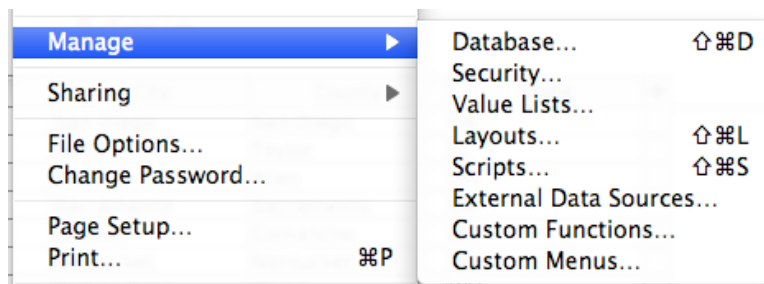 Manage ▶
Sharing ▶
File Options...
Change Password...
Page Setup...
Print... ⌘P
Database... ⇧⌘D
Security...
Value Lists...
Layouts... ⇧⌘L
Scripts... ⇧⌘S
External Data Sources...
Custom Functions...
Custom Menus...